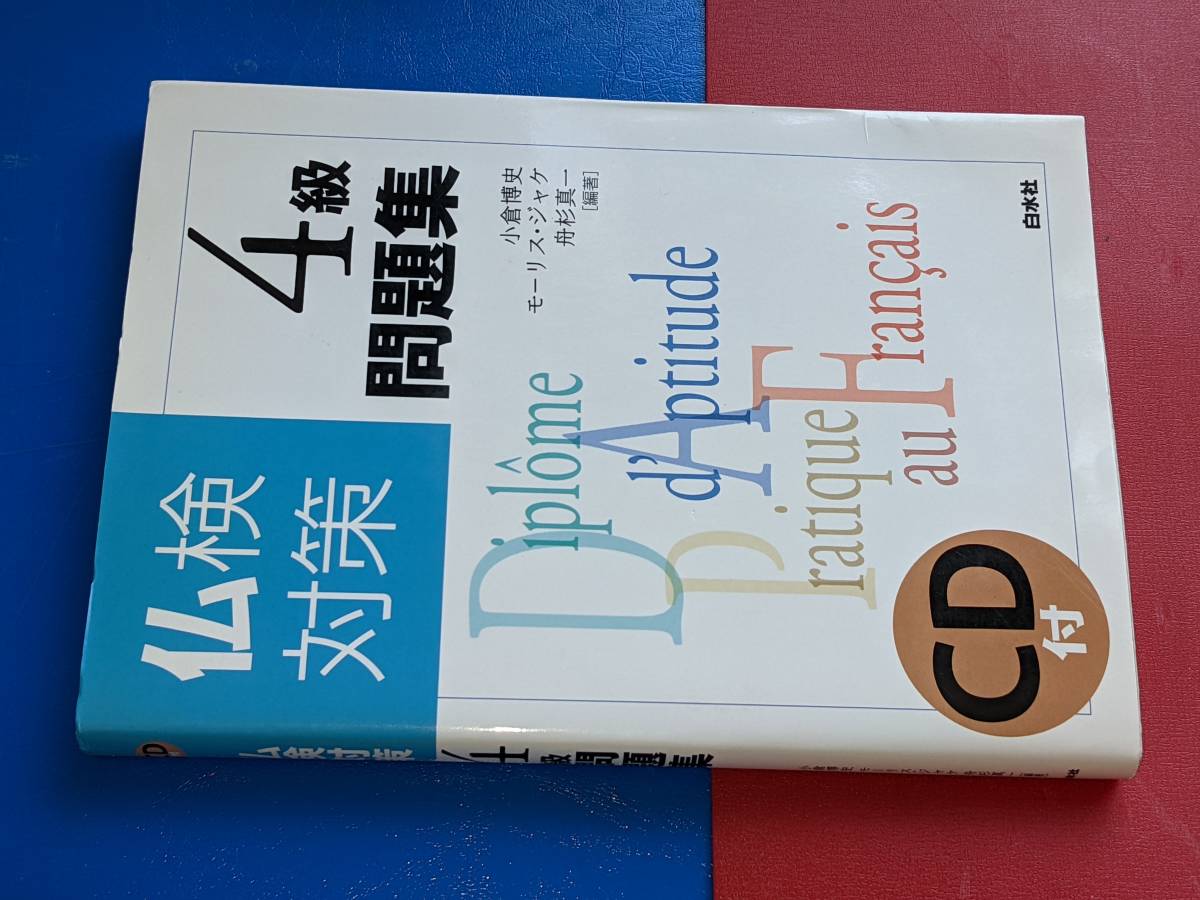 仏検
対策
4級
問題集
小倉博史
モーリス・ジャケ
舟杉真一
[編著]
Diplôme
d'Aptitude
Pratique
au Français
CD
付
白水社
CD
仏検対策
4級問題集